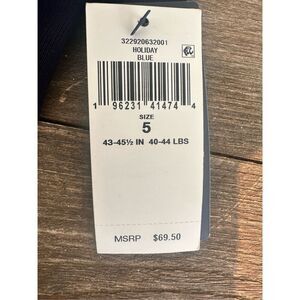 322920632001
HOLIDAY
BLUE
1 96231 41474 4
SIZE
5
43-45½ IN 40-44 LBS
MSRP $69.50